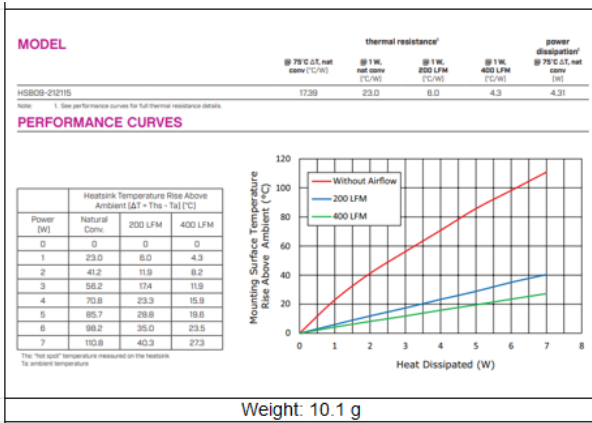 MODEL
thermal resistance¹
power dissipation¹
@ 75°C ΔT, nat conv [°C/W]
@ 1 W, nat conv [°C/W]
@ 1 W, 200 LFM [°C/W]
@ 1 W, 400 LFM [°C/W]
@ 75°C ΔT, nat conv [W]
HSB09-212115 17.39 23.0 6.0 4.3 4.31
Note: 1. See performance curves for full thermal resistance details.
PERFORMANCE CURVES
Heatsink Temperature Rise Above
Ambient [ΔT = Ths - Ta] [°C]
Power [W] Natural Conv. 200 LFM 400 LFM
0 0 0 0
1 23.0 6.0 4.3
2 41.2 11.9 8.2
3 56.2 17.4 11.9
4 70.8 23.3 15.9
5 85.7 28.8 19.6
6 98.2 35.0 23.5
7 110.8 40.3 27.3
Ths: "hot spot" temperature measured on the heatsink
Ta: ambient temperature
Mounting Surface Temperature
Rise Above Ambient (°C)
120
100
80
60
40
20
0
Without Airflow
200 LFM
400 LFM
0 1 2 3 4 5 6 7 8
Heat Dissipated (W)
Weight: 10.1 g